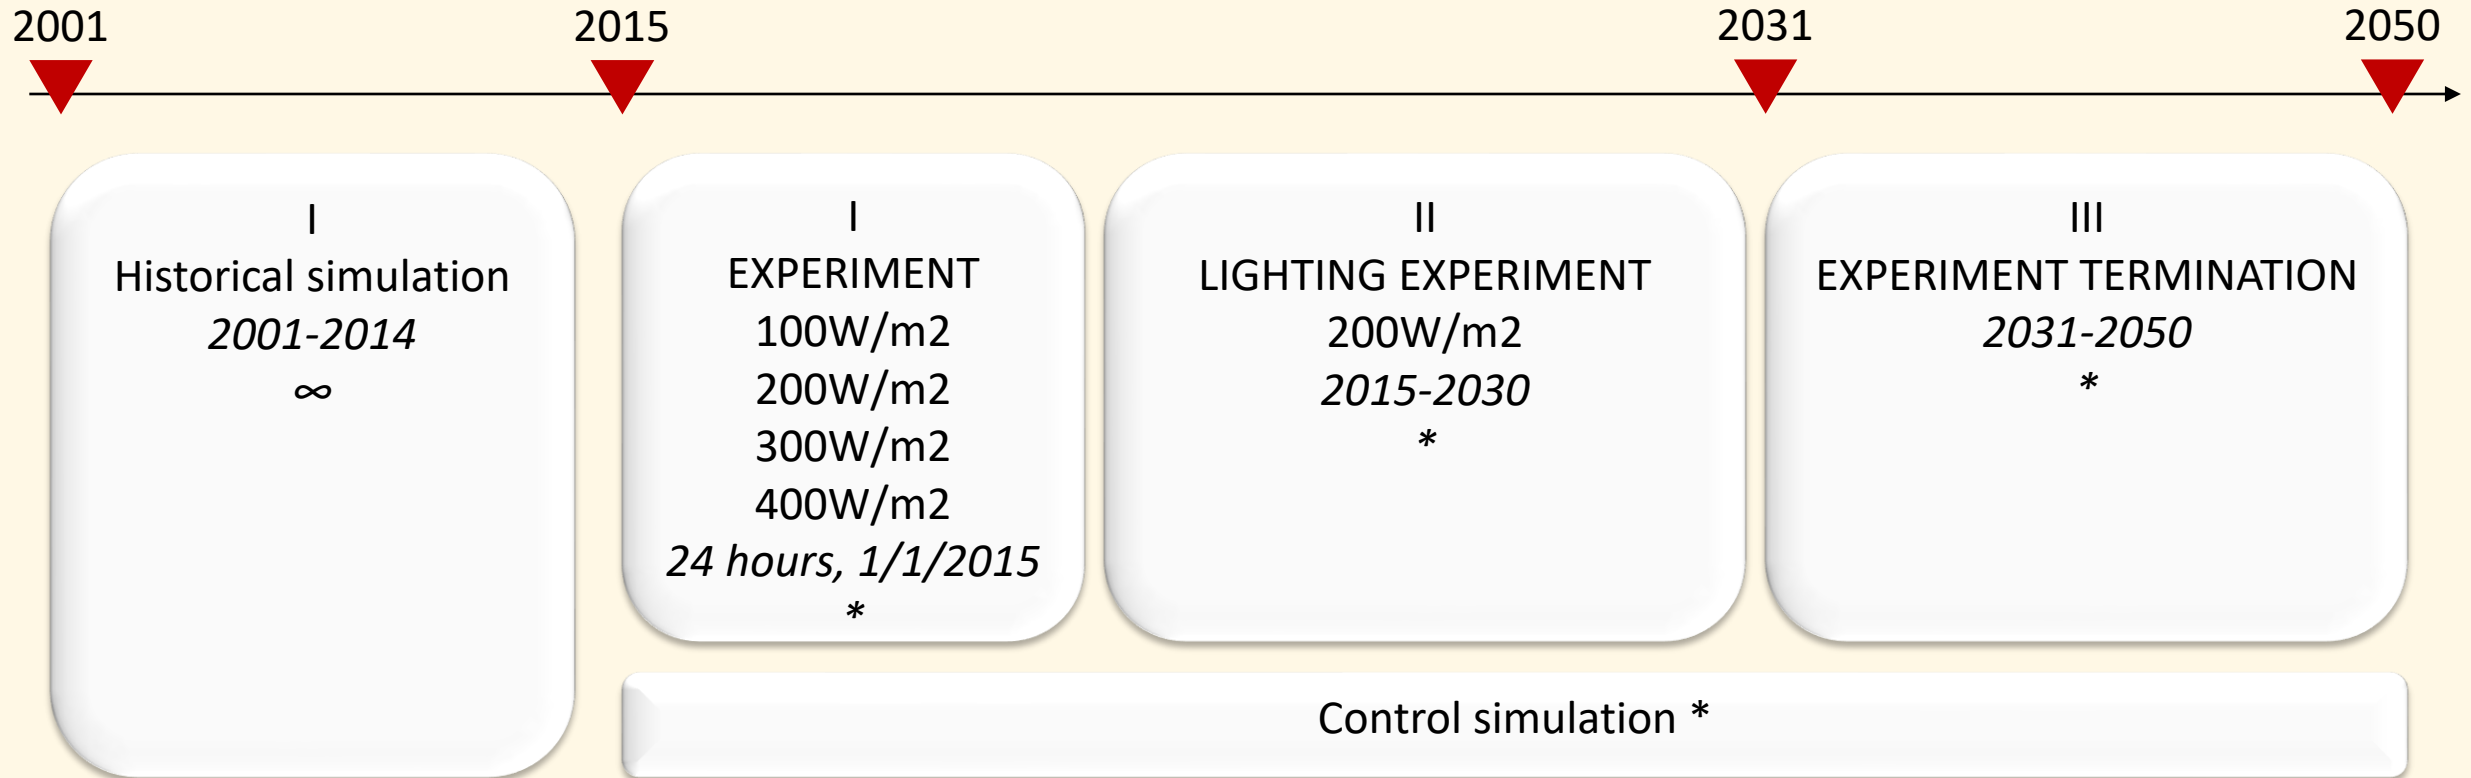 2001
2015
2031
2050
I
Historical simulation
2001-2014
∞
I
EXPERIMENT
100W/m2
200W/m2
300W/m2
400W/m2
24 hours, 1/1/2015
*
II
LIGHTING EXPERIMENT
200W/m2
2015-2030
*
III
EXPERIMENT TERMINATION
2031-2050
*
Control simulation *